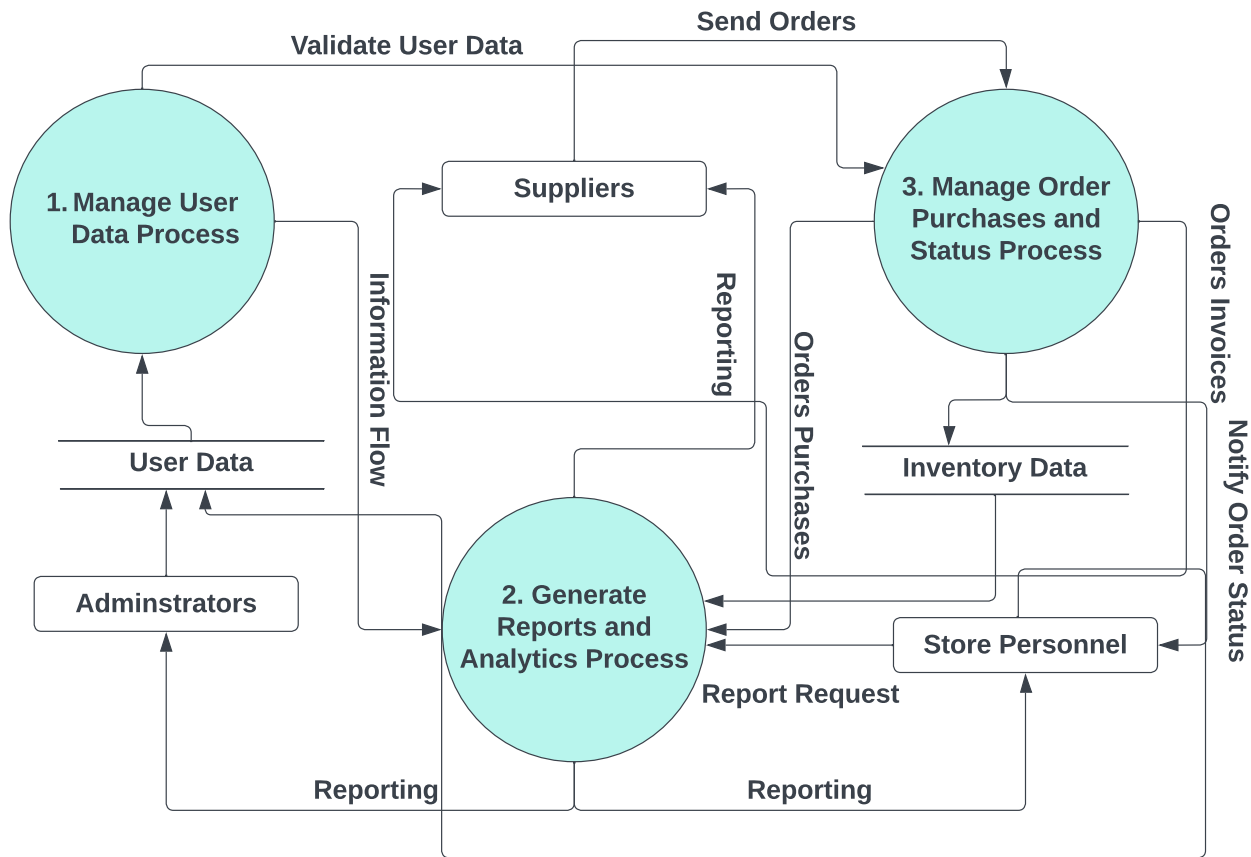 Send Orders
Validate User Data
Suppliers
1. Manage User
Data Process
3. Manage Order
Purchases and
Status Process
Orders Invoices
Information Flow
Reporting
Orders Purchases
Notify Order Status
User Data
Inventory Data
Adminstrators
2. Generate
Reports and
Analytics Process
Store Personnel
Report Request
Reporting
Reporting